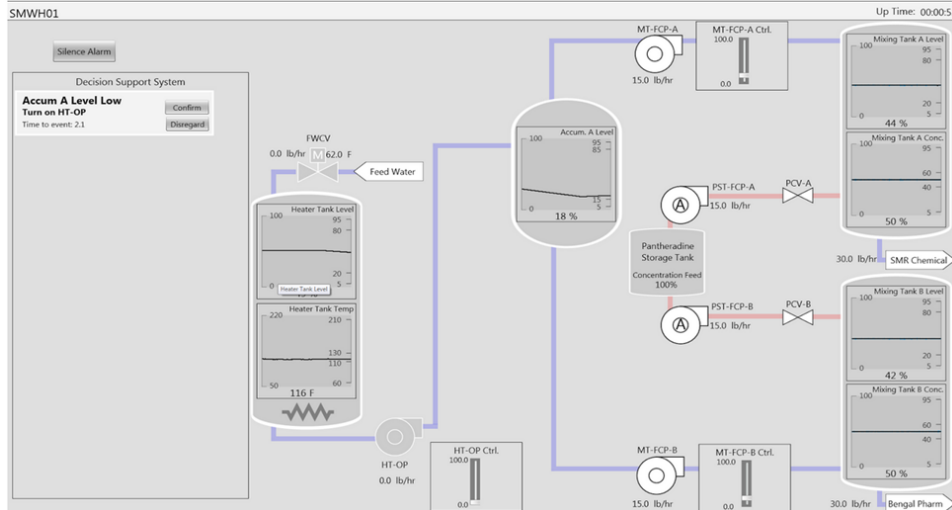 SMWH01
Up Time: 00:00:5
Silence Alarm
Decision Support System
Accum A Level Low
Turn on HT-OP
Time to event: 2.1
Confirm
Disregard
FWCV
0.0 lb/hr
M
62.0 F
Feed Water
Heater Tank Level
100
95
80
20
5
0
Heater Tank Level
Heater Tank Temp
220
210
130
110
60
50
116 F
HT-OP
0.0 lb/hr
HT-OP Ctrl.
100.0
0.0
Accum. A Level
100
95
85
15
5
0
18 %
MT-FCP-A
15.0 lb/hr
MT-FCP-A Ctrl.
100.0
0.0
Mixing Tank A Level
100
95
80
20
5
0
44 %
Mixing Tank A Conc.
100
95
60
40
5
0
50 %
PST-FCP-A
A
15.0 lb/hr
PCV-A
30.0 lb/hr
SMR Chemical
Pantheradine
Storage Tank
Concentration Feed
100%
PST-FCP-B
A
15.0 lb/hr
PCV-B
Mixing Tank B Level
100
95
80
20
5
0
42 %
Mixing Tank B Conc.
100
95
60
40
5
0
50 %
MT-FCP-B
15.0 lb/hr
MT-FCP-B Ctrl.
100.0
0.0
30.0 lb/hr
Bengal Pharm